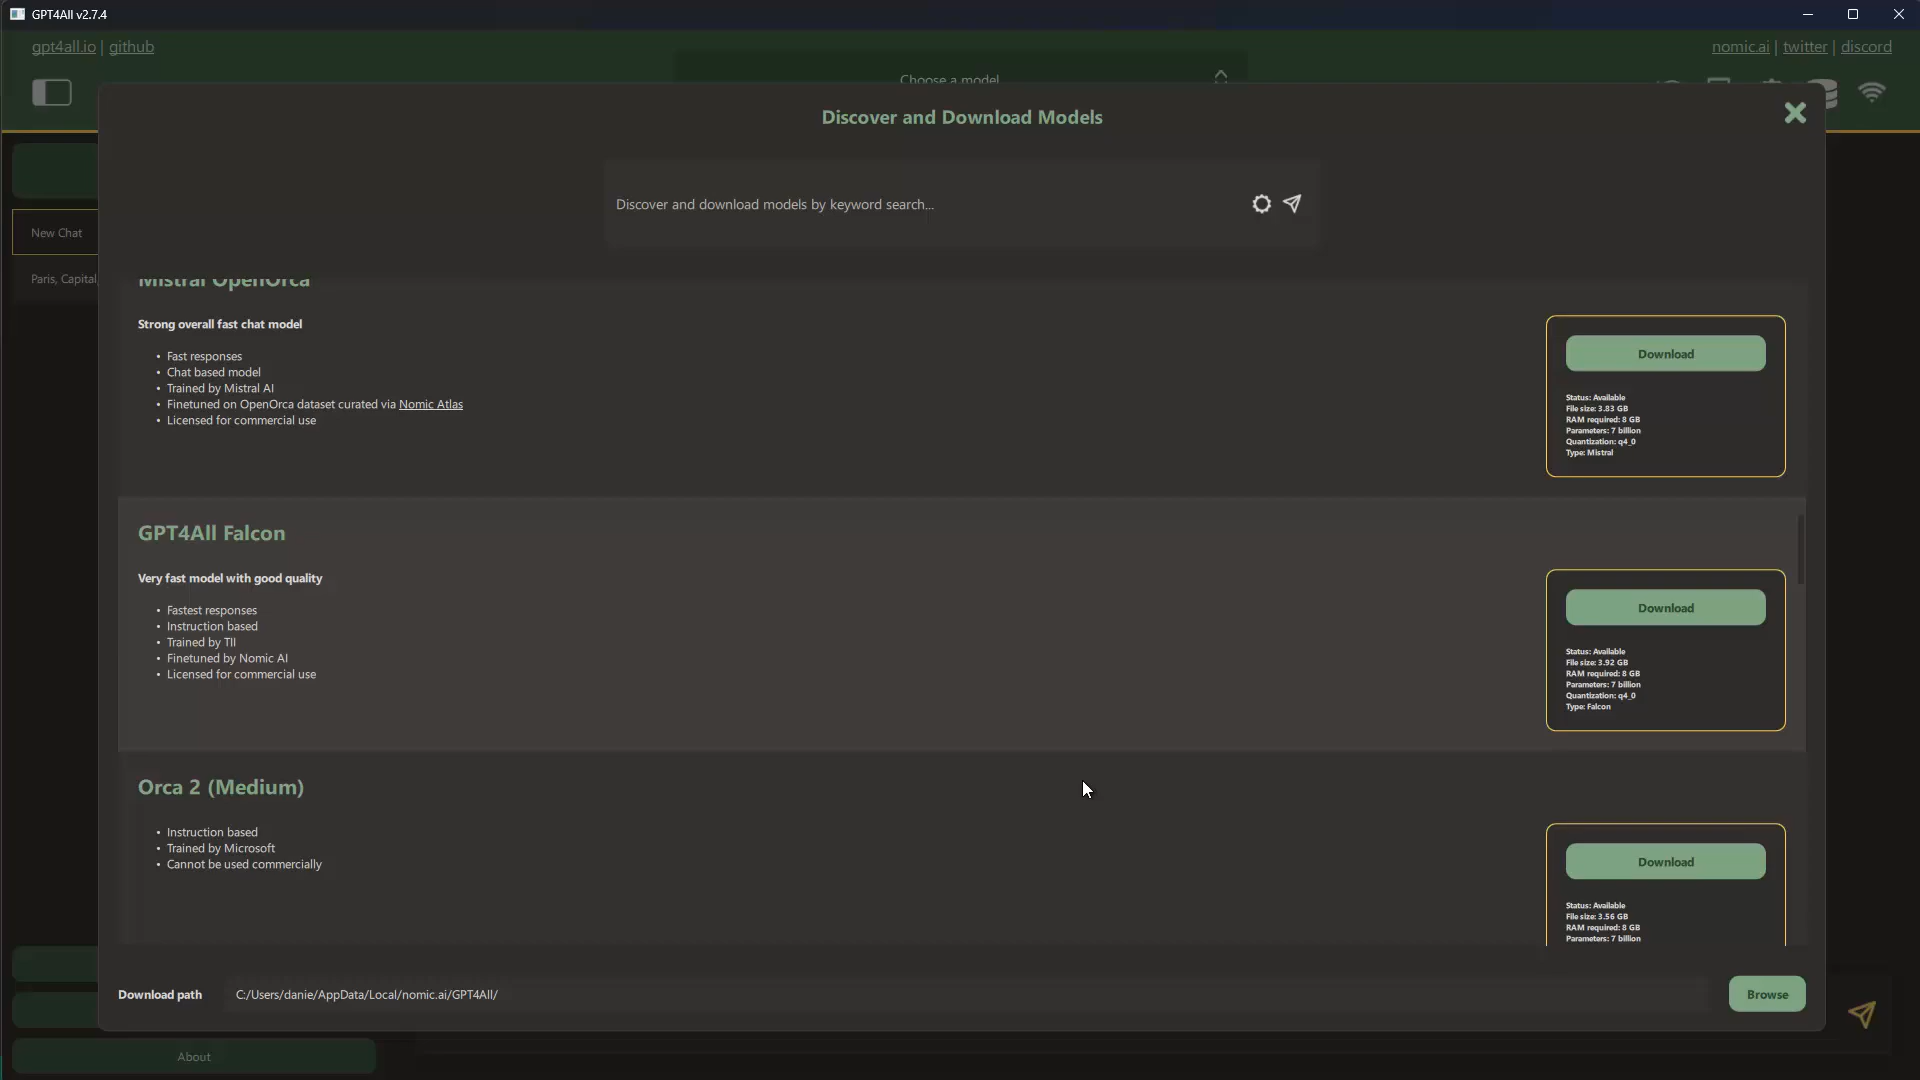 GPT4All v2.7.4
gpt4all.io | github
nomic.ai | twitter | discord
Choose a model
Discover and Download Models
Discover and download models by keyword search...
New Chat
Paris, Capital
Mistral OpenOrca
Strong overall fast chat model
• Fast responses
• Chat based model
• Trained by Mistral AI
• Finetuned on OpenOrca dataset curated via Nomic Atlas
• Licensed for commercial use
Download
Status: Available
File size: 3.83 GB
RAM required: 8 GB
Parameters: 7 billion
Quantization: q4_0
Type: Mistral
GPT4All Falcon
Very fast model with good quality
• Fastest responses
• Instruction based
• Trained by TII
• Finetuned by Nomic AI
• Licensed for commercial use
Download
Status: Available
File size: 3.92 GB
RAM required: 8 GB
Parameters: 7 billion
Quantization: q4_0
Type: Falcon
Orca 2 (Medium)
• Instruction based
• Trained by Microsoft
• Cannot be used commercially
Download
Status: Available
File size: 3.56 GB
RAM required: 8 GB
Parameters: 7 billion
Download path
C:/Users/danie/AppData/Local/nomic.ai/GPT4All/
Browse
About